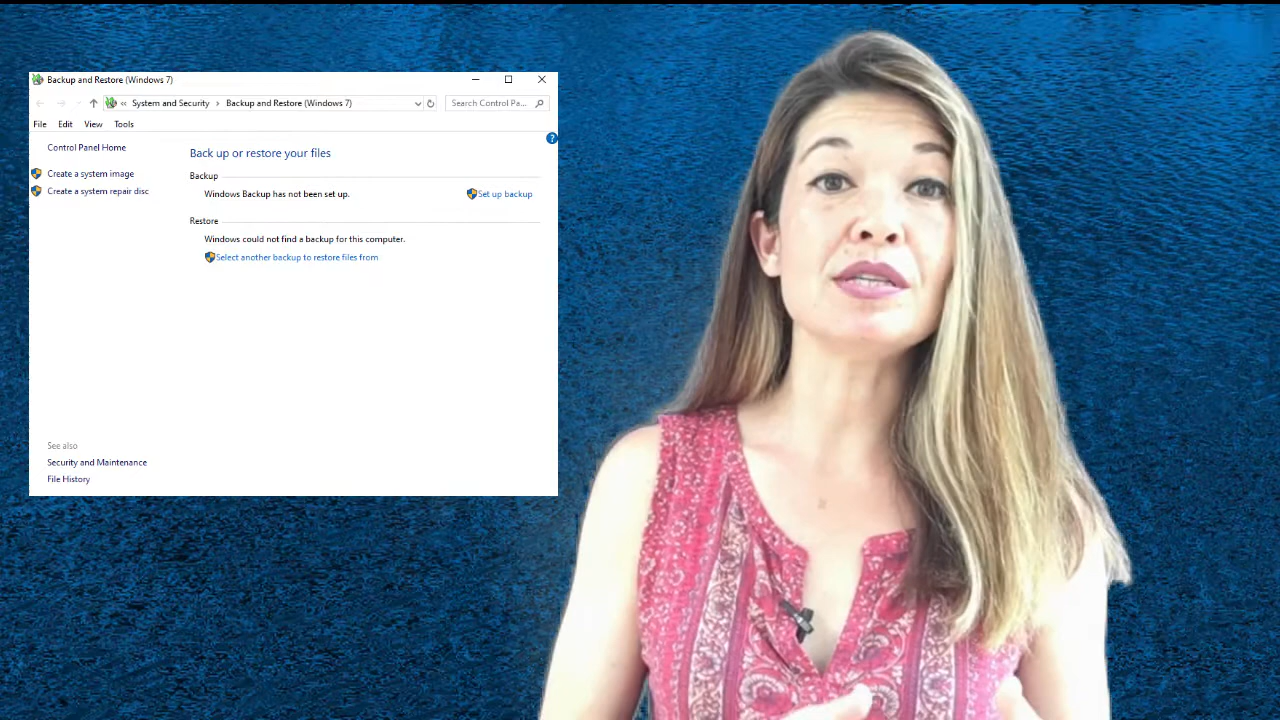 Backup and Restore (Windows 7)
« System and Security › Backup and Restore (Windows 7)
Search Control Pa...
File Edit View Tools
Control Panel Home
Create a system image
Create a system repair disc
Back up or restore your files
Backup
Windows Backup has not been set up.
Set up backup
Restore
Windows could not find a backup for this computer.
Select another backup to restore files from
See also
Security and Maintenance
File History